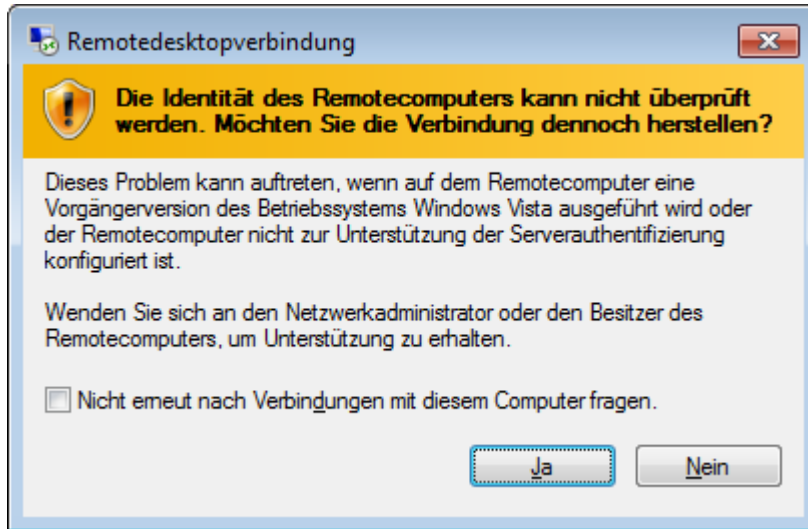 Remotedesktopverbindung
Die Identität des Remotecomputers kann nicht überprüft
werden. Möchten Sie die Verbindung dennoch herstellen?
Dieses Problem kann auftreten, wenn auf dem Remotecomputer eine
Vorgängerversion des Betriebssystems Windows Vista ausgeführt wird oder
der Remotecomputer nicht zur Unterstützung der Serverauthentifizierung
konfiguriert ist.
Wenden Sie sich an den Netzwerkadministrator oder den Besitzer des
Remotecomputers, um Unterstützung zu erhalten.
Nicht erneut nach Verbindungen mit diesem Computer fragen.
Ja
Nein